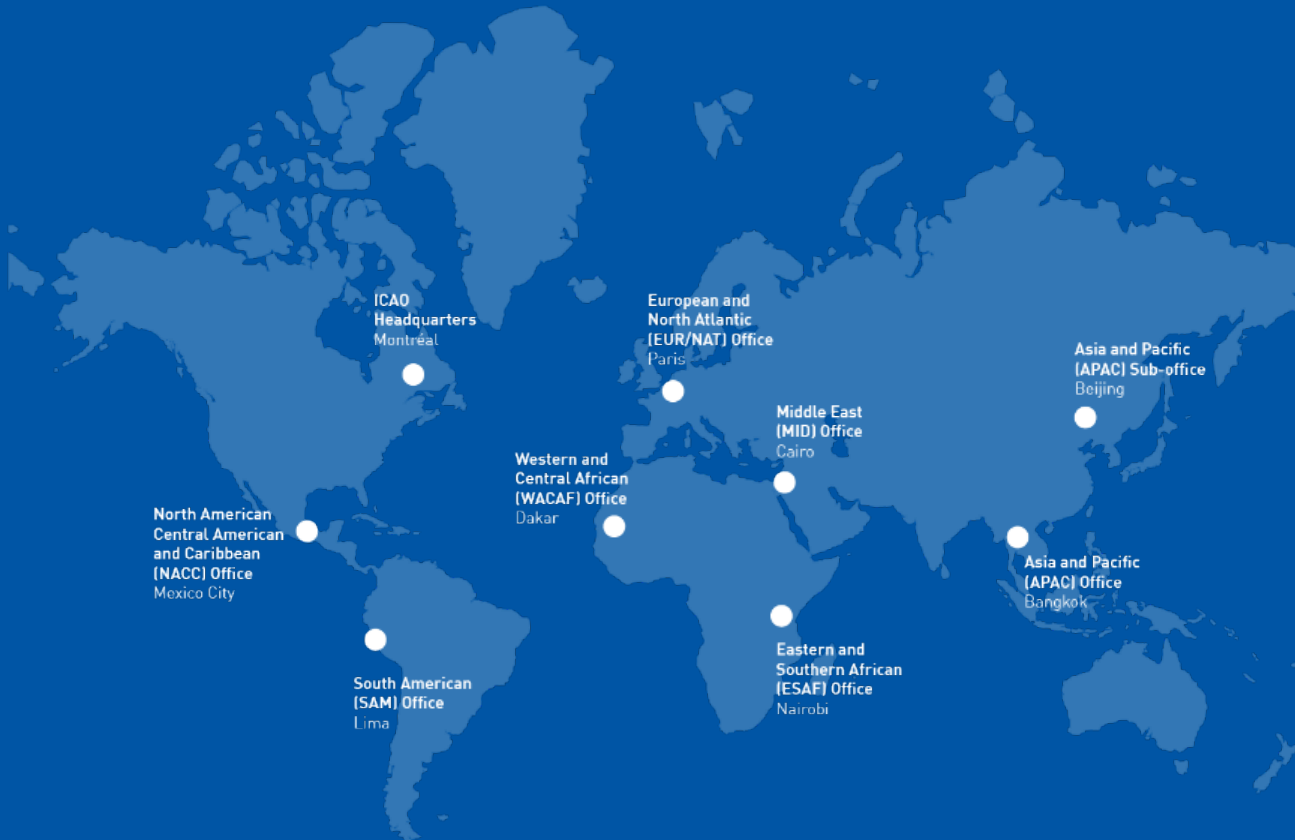 ICAO
Headquarters
Montréal
European and
North Atlantic
(EUR/NAT) Office
Paris
Asia and Pacific
(APAC) Sub-office
Beijing
Middle East
(MID) Office
Cairo
Western and
Central African
(WACAF) Office
Dakar
North American
Central American
and Caribbean
(NACC) Office
Mexico City
Asia and Pacific
(APAC) Office
Bangkok
Eastern and
Southern African
(ESAF) Office
Nairobi
South American
(SAM) Office
Lima